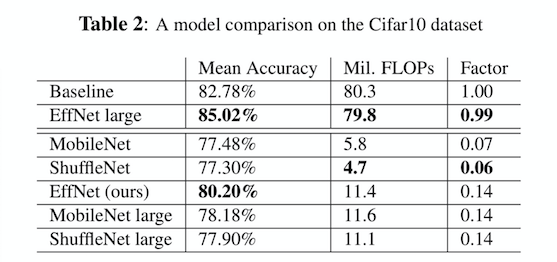 Table 2: A model comparison on the Cifar10 dataset
Mean Accuracy Mil. FLOPs Factor
Baseline 82.78% 80.3 1.00
EffNet large 85.02% 79.8 0.99
MobileNet 77.48% 5.8 0.07
ShuffleNet 77.30% 4.7 0.06
EffNet (ours) 80.20% 11.4 0.14
MobileNet large 78.18% 11.6 0.14
ShuffleNet large 77.90% 11.1 0.14